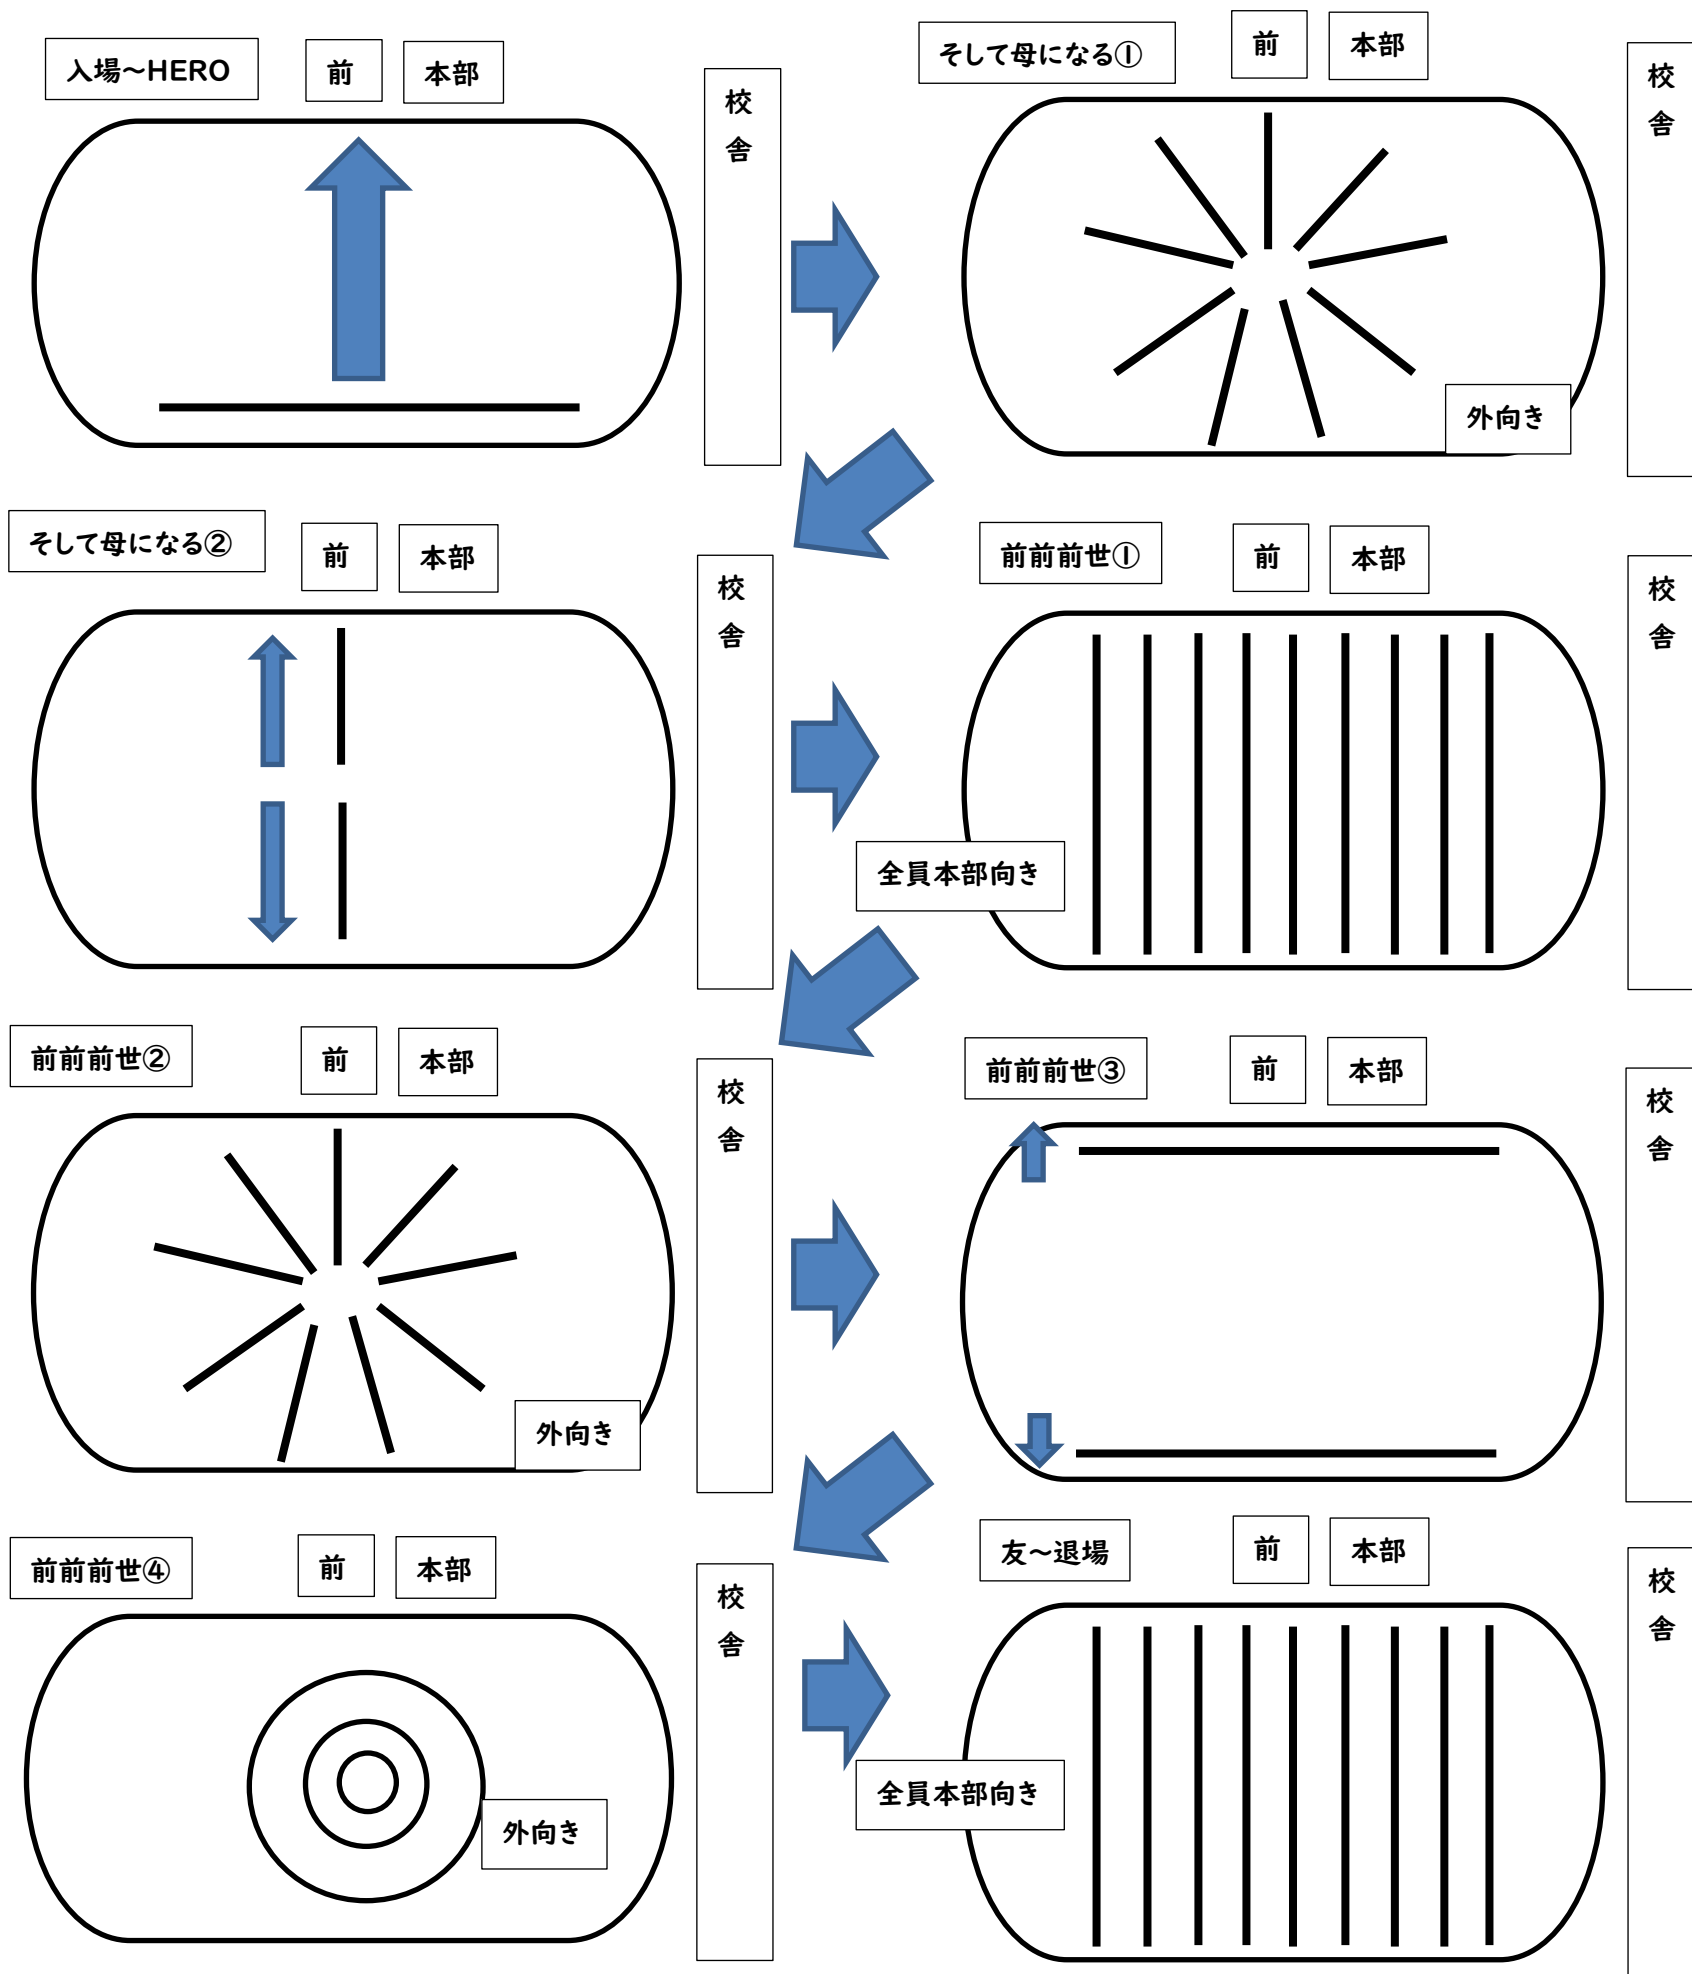 入場～HERO
前
本部
校
舎
そして母になる①
前
本部
校
舎
外向き
そして母になる②
前
本部
校
舎
前前前世①
前
本部
校
舎
全員本部向き
前前前世②
前
本部
校
舎
外向き
前前前世③
前
本部
校
舎
前前前世④
前
本部
校
舎
外向き
友～退場
前
本部
校
舎
全員本部向き